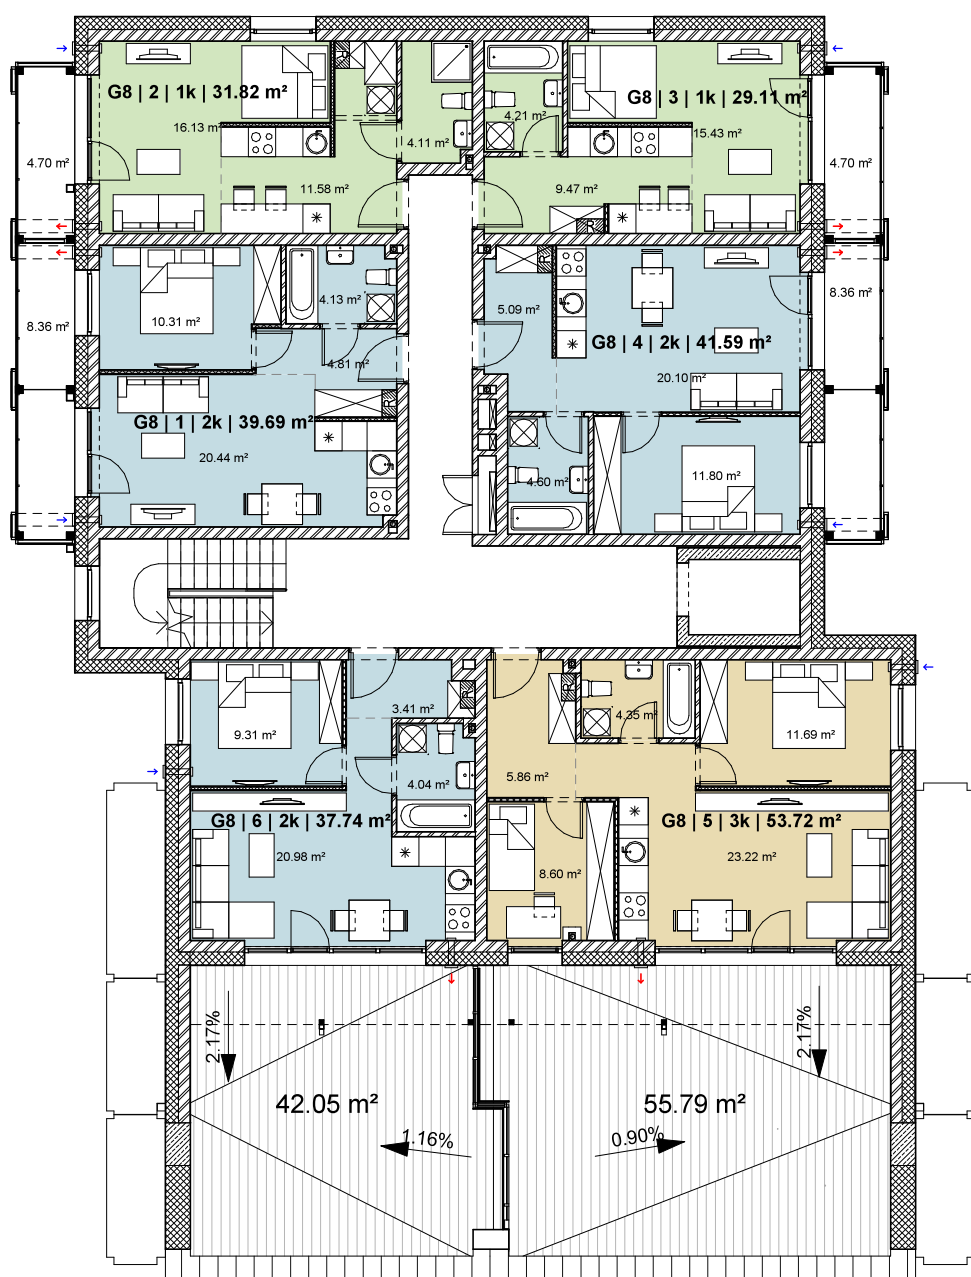 G8 | 2 | 1k | 31.82 m²
G8 | 3 | 1k | 29.11 m²
16.13 m²
4.11 m²
4.21 m²
15.43 m²
4.70 m²
11.58 m²
9.47 m²
4.70 m²
R
R
10.31 m²
4.13 m²
5.09 m²
R
8.36 m²
8.36 m²
G8 | 4 | 2k | 41.59 m²
4.81 m²
20.10 m²
R
G8 | 1 | 2k | 39.69 m²
20.44 m²
4.60 m²
11.80 m²
R
R
3.41 m²
4.35 m²
9.31 m²
11.69 m²
4.04 m²
5.86 m²
G8 | 6 | 2k | 37.74 m²
G8 | 5 | 3k | 53.72 m²
20.98 m²
8.60 m²
23.22 m²
2.17%
2.17%
42.05 m²
55.79 m²
1.16%
0.90%